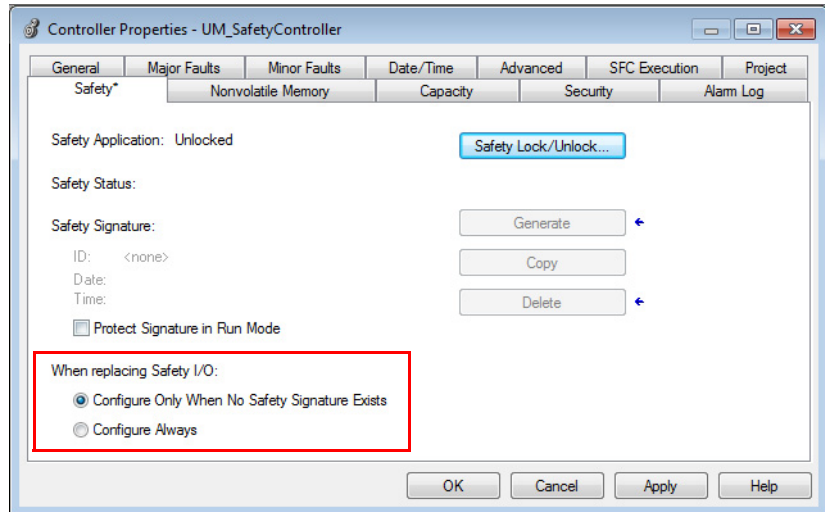 Controller Properties - UM_SafetyController
General Major Faults Minor Faults Date/Time Advanced SFC Execution Project
Safety* Nonvolatile Memory Capacity Security Alarm Log
Safety Application: Unlocked Safety Lock/Unlock...
Safety Status:
Safety Signature: Generate
ID: <none> Copy
Date:
Time: Delete
Protect Signature in Run Mode
When replacing Safety I/O:
Configure Only When No Safety Signature Exists
Configure Always
OK Cancel Apply Help